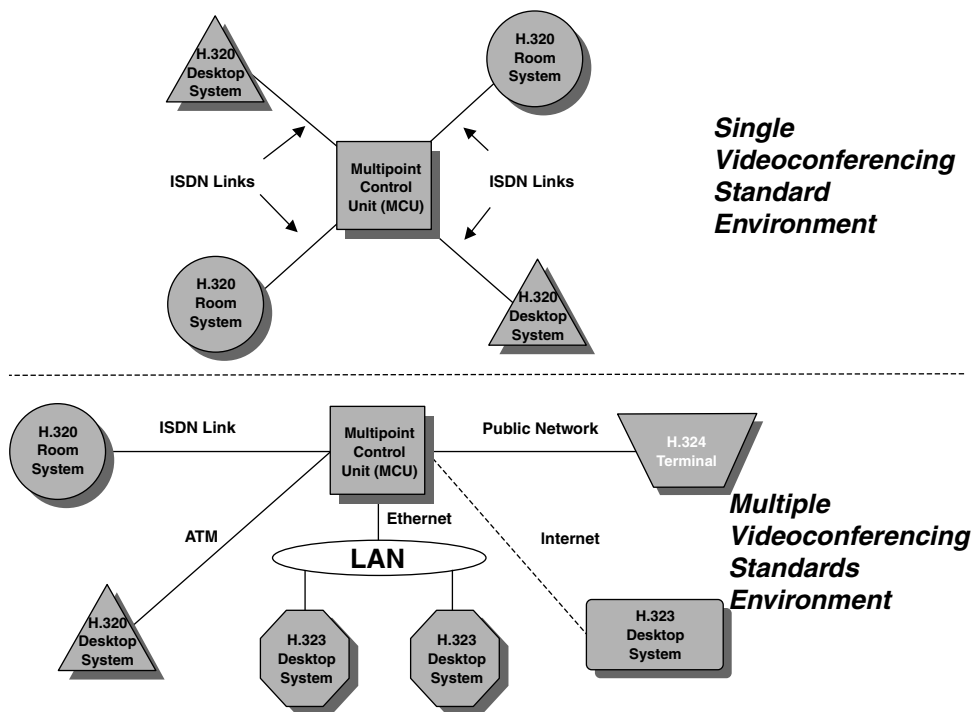 H.320
Desktop
System
H.320
Room
System
ISDN Links
Multipoint
Control
Unit (MCU)
ISDN Links
H.320
Room
System
H.320
Desktop
System
Single
Videoconferencing
Standard
Environment
H.320
Room
System
ISDN Link
Multipoint
Control
Unit (MCU)
Public Network
H.324
Terminal
ATM
Ethernet
LAN
Internet
H.320
Desktop
System
H.323
Desktop
System
H.323
Desktop
System
H.323
Desktop
System
Multiple
Videoconferencing
Standards
Environment